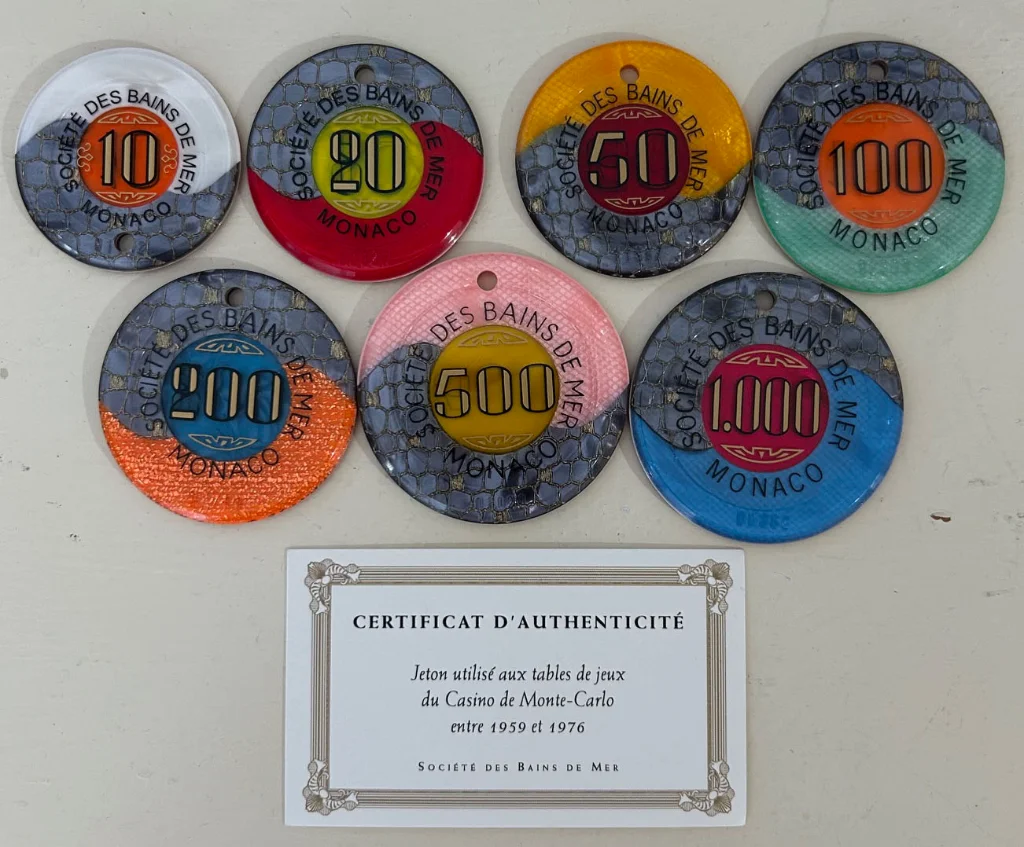 SOCIÉTÉ DES BAINS DE MER
10
MONACO
SOCIÉTÉ DES BAINS DE MER
20
MONACO
SOCIÉTÉ DES BAINS DE MER
50
MONACO
SOCIÉTÉ DES BAINS DE MER
100
MONACO
SOCIÉTÉ DES BAINS DE MER
200
MONACO
SOCIÉTÉ DES BAINS DE MER
500
MONACO
SOCIÉTÉ DES BAINS DE MER
1.000
MONACO
CERTIFICAT D'AUTHENTICITÉ
Jeton utilisé aux tables de jeux
du Casino de Monte-Carlo
entre 1959 et 1976
SOCIÉTÉ DES BAINS DE MER